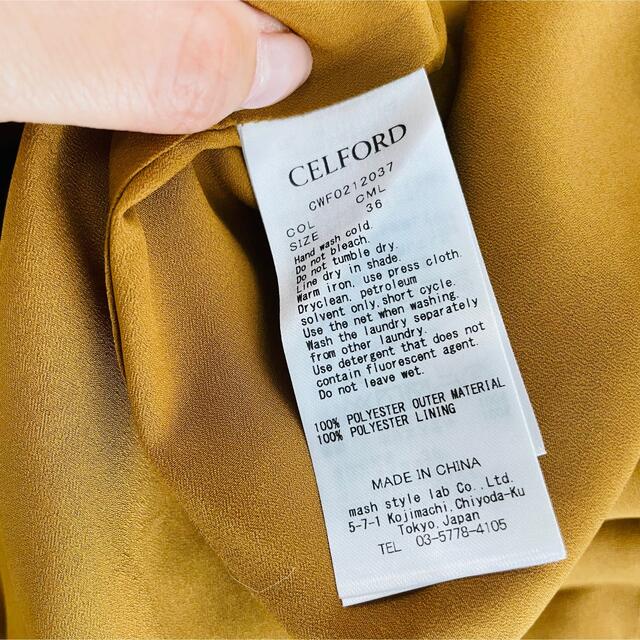 CELFORD
CWF0212037
COL CML
SIZE 36
Hand wash cold.
Do not bleach.
Do not tumble dry.
Line dry in shade.
Warm iron, use press cloth.
Dryclean, petroleum
solvent only, short cycle.
Use the net when washing.
Wash the laundry separately
from other laundry.
Use detergent that does not
contain fluorescent agent.
Do not leave wet.
100% POLYESTER OUTER MATERIAL
100% POLYESTER LINING
MADE IN CHINA
mash style lab Co.,Ltd.
5-7-1 Kojimachi, Chiyoda-Ku
Tokyo, Japan
TEL 03-5778-4105